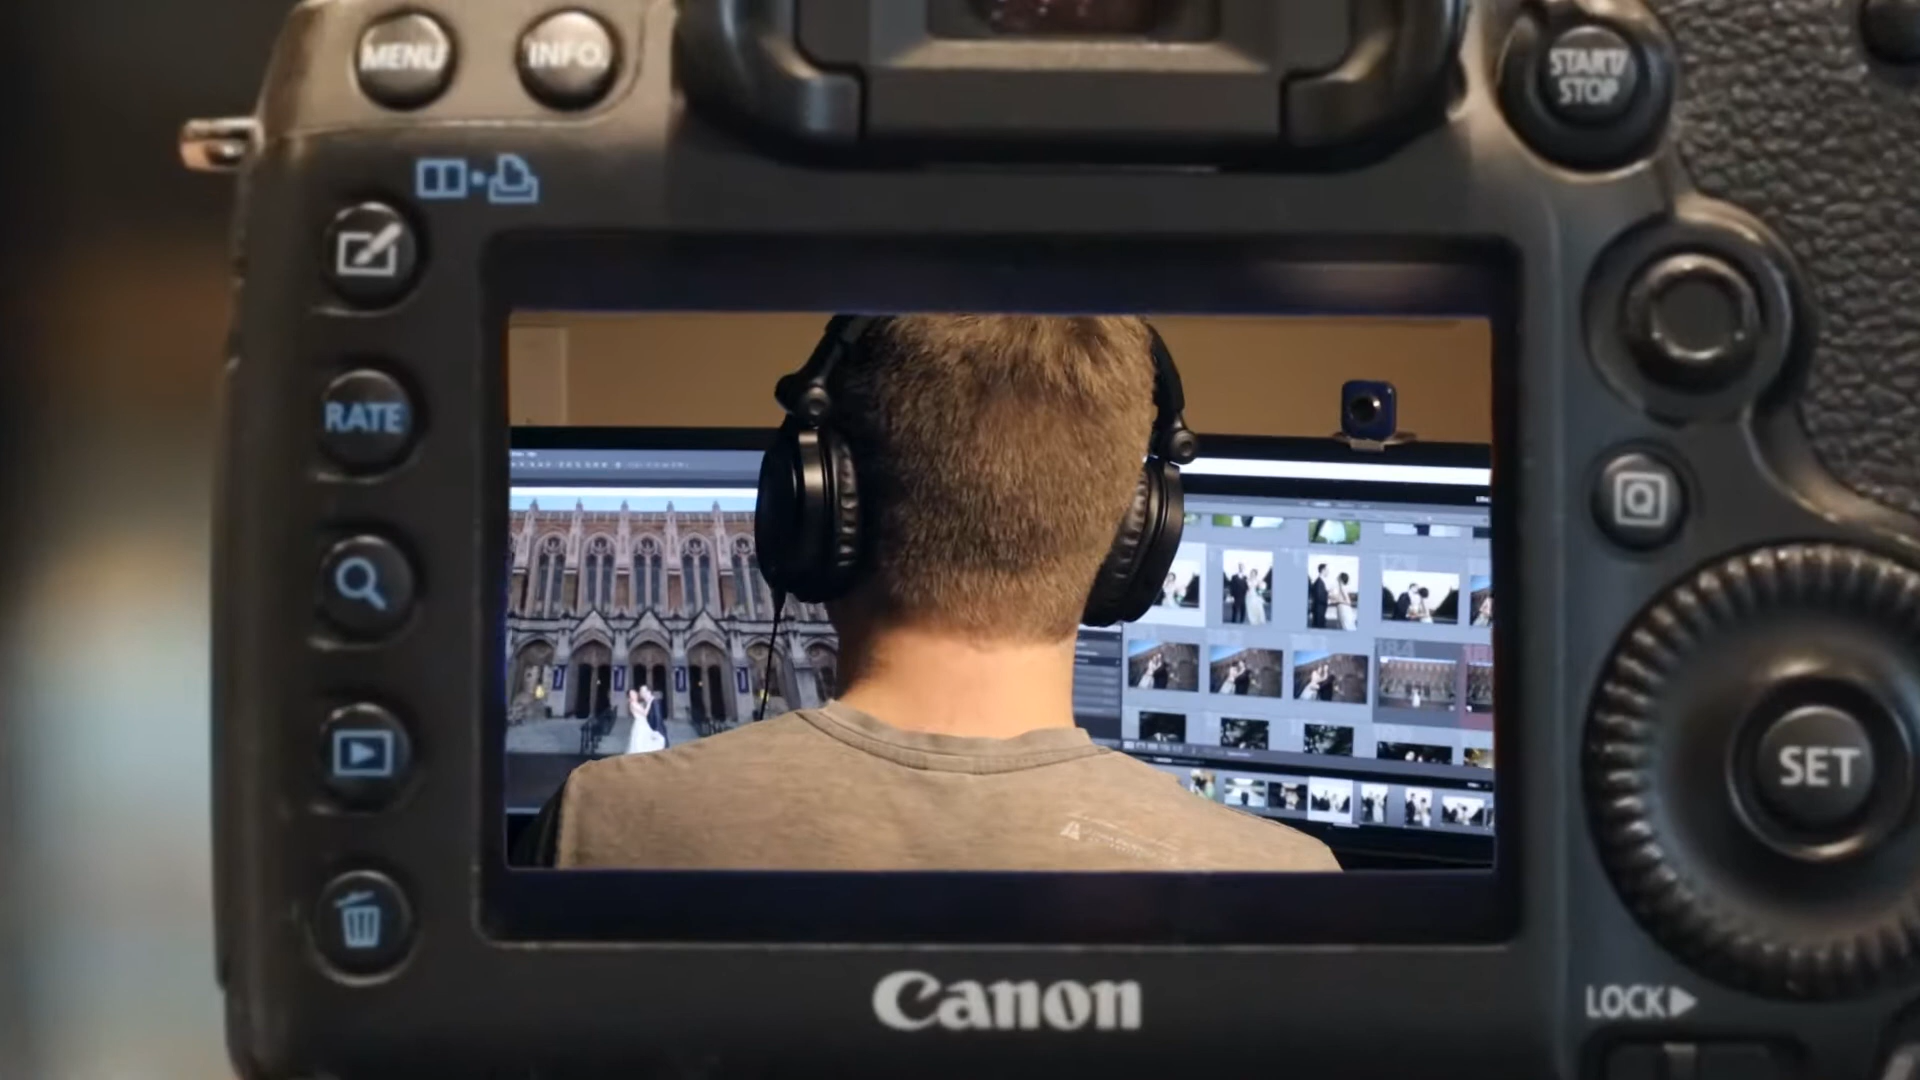 MENU
INFO.
START/
STOP
RATE
Q
SET
Canon
LOCK